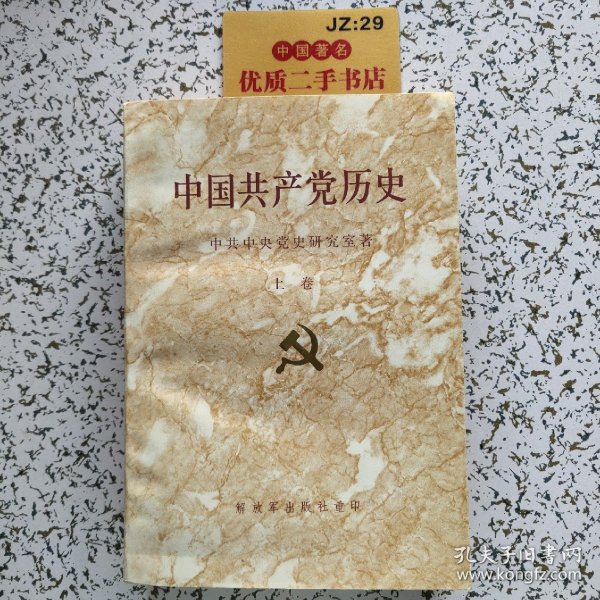 JZ:29
中国著名
优质二手书店
中国共产党历史
中共中央党史研究室著
上卷
解放军出版社重印
孔夫子旧书网
www.kongfz.com